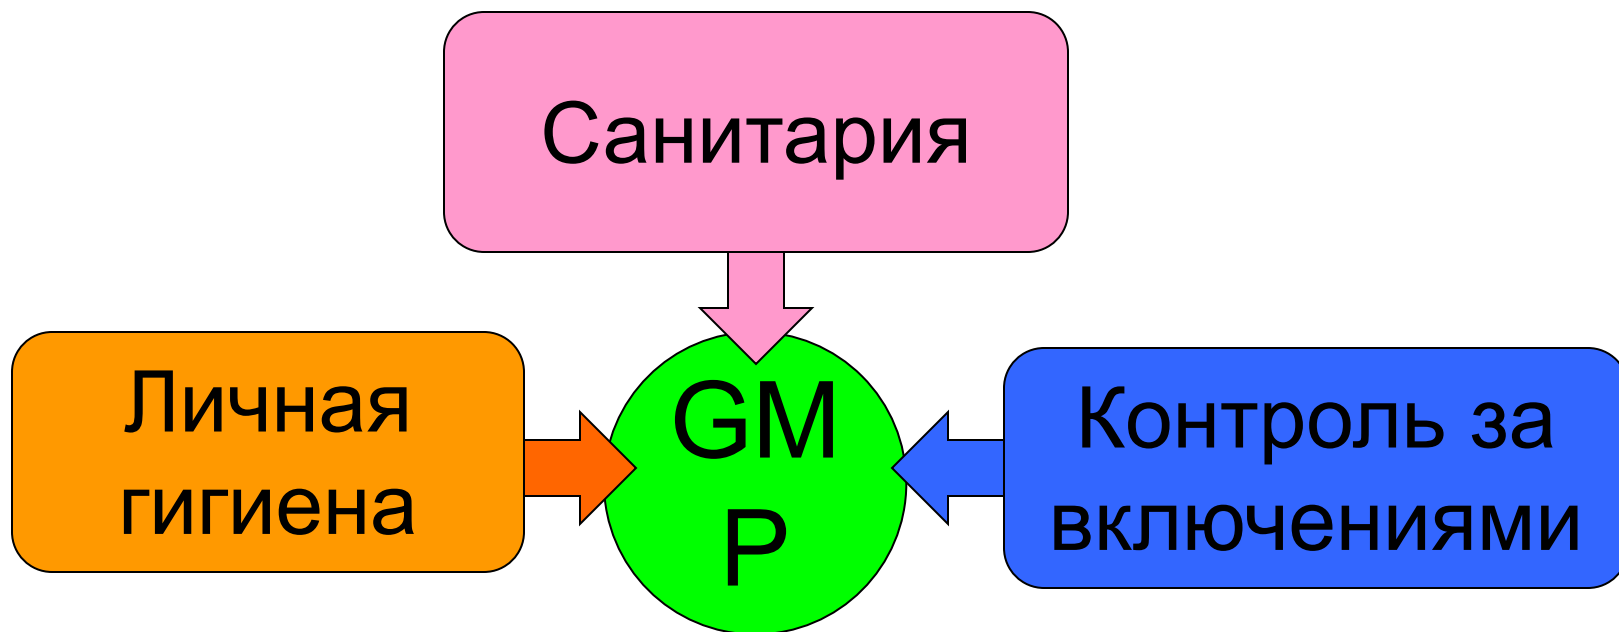 Санитария
Личная
гигиена
GM
P
Контроль за
включениями